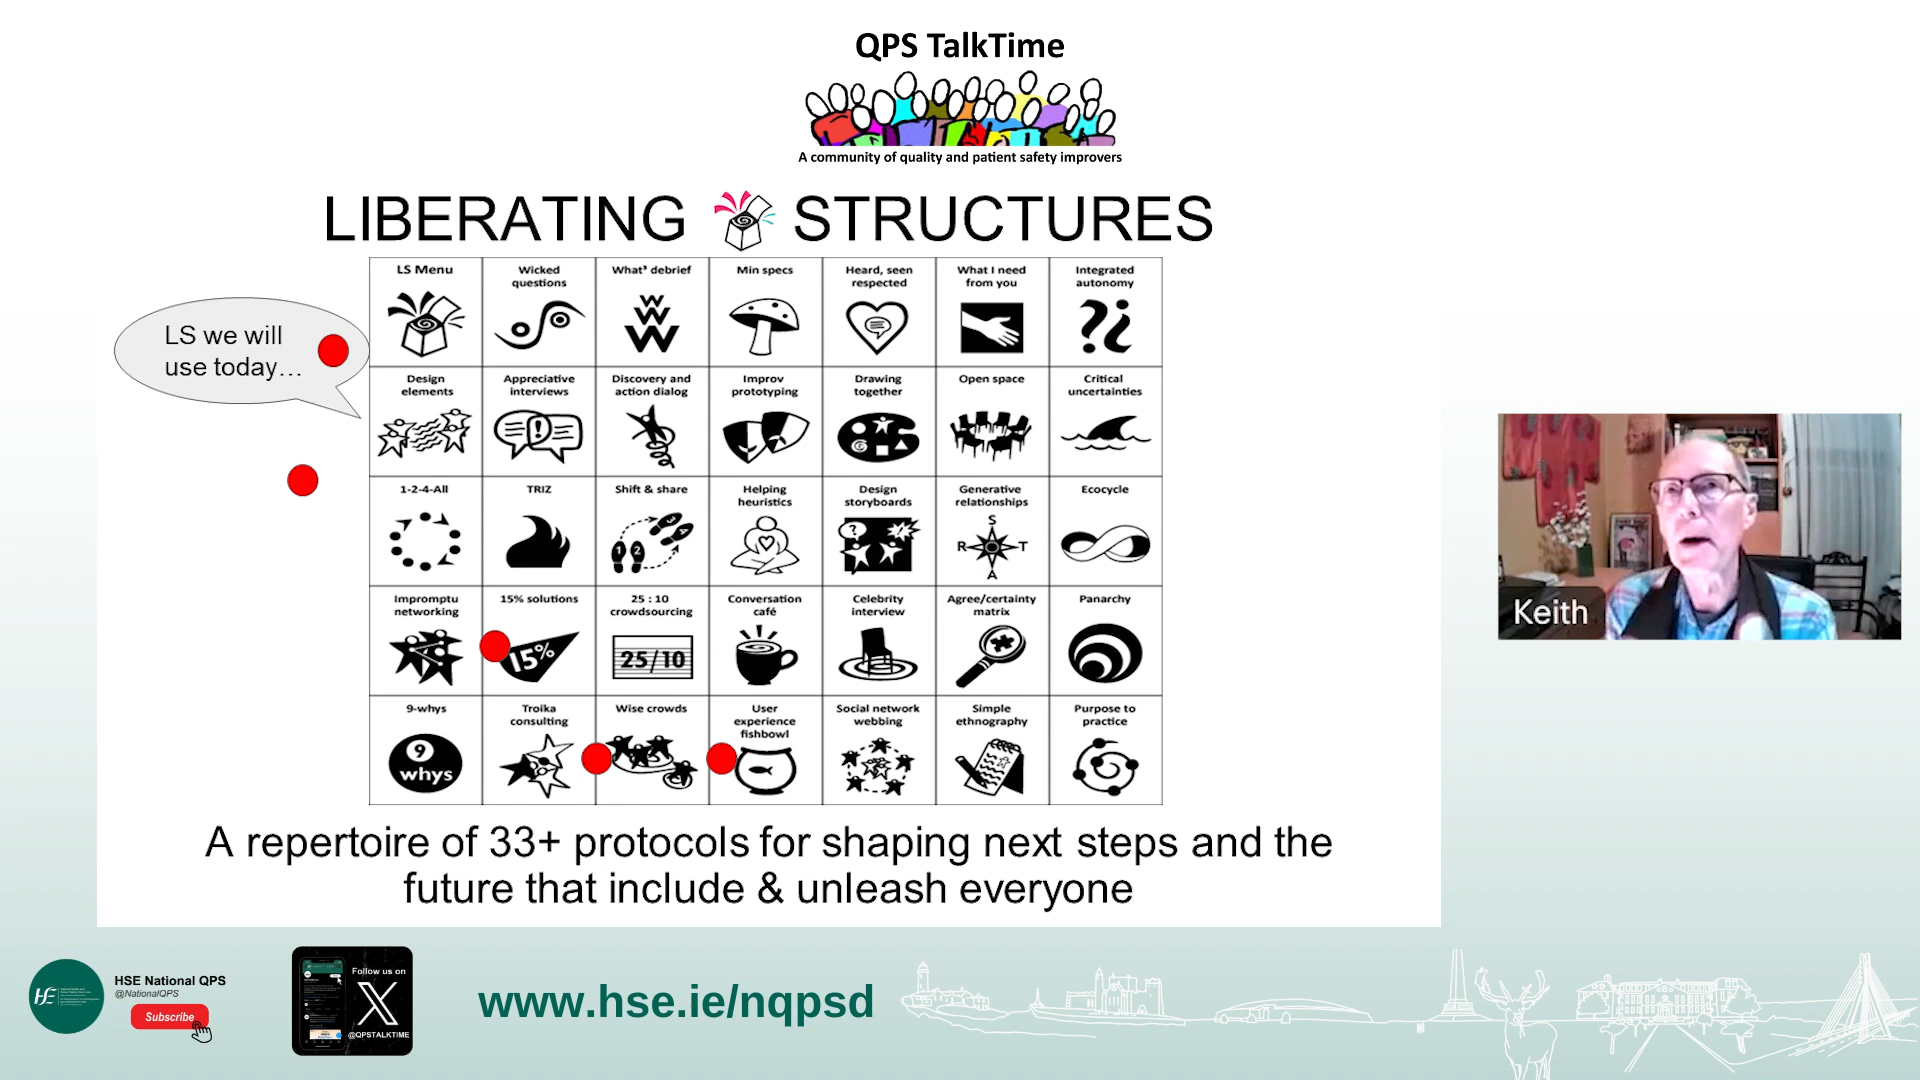 QPS TalkTime
A community of quality and patient safety improvers
LIBERATING STRUCTURES
LS we will
use today…
LS Menu
Wicked
questions
What³ debrief
W
W
W
Min specs
Heard, seen
respected
What I need
from you
Integrated
autonomy
?¿
Design
elements
Appreciative
interviews
!
Discovery and
action dialog
Improv
prototyping
Drawing
together
Open space
Critical
uncertainties
1-2-4-All
TRIZ
Shift & share
1 2 3 4
Helping
heuristics
Design
storyboards
? !
Generative
relationships
S
R T
A
Ecocycle
Impromptu
networking
15% solutions
15%
25 : 10
crowdsourcing
25/10
Conversation
café
Celebrity
interview
Agree/certainty
matrix
Panarchy
9-whys
9
whys
Troika
consulting
Wise crowds
User
experience
fishbowl
Social network
webbing
Simple
ethnography
Purpose to
practice
A repertoire of 33+ protocols for shaping next steps and the
future that include & unleash everyone
Keith
HSE National QPS
@NationalQPS
Subscribe
Follow us on
X
@QPSTALKTIME
www.hse.ie/nqpsd